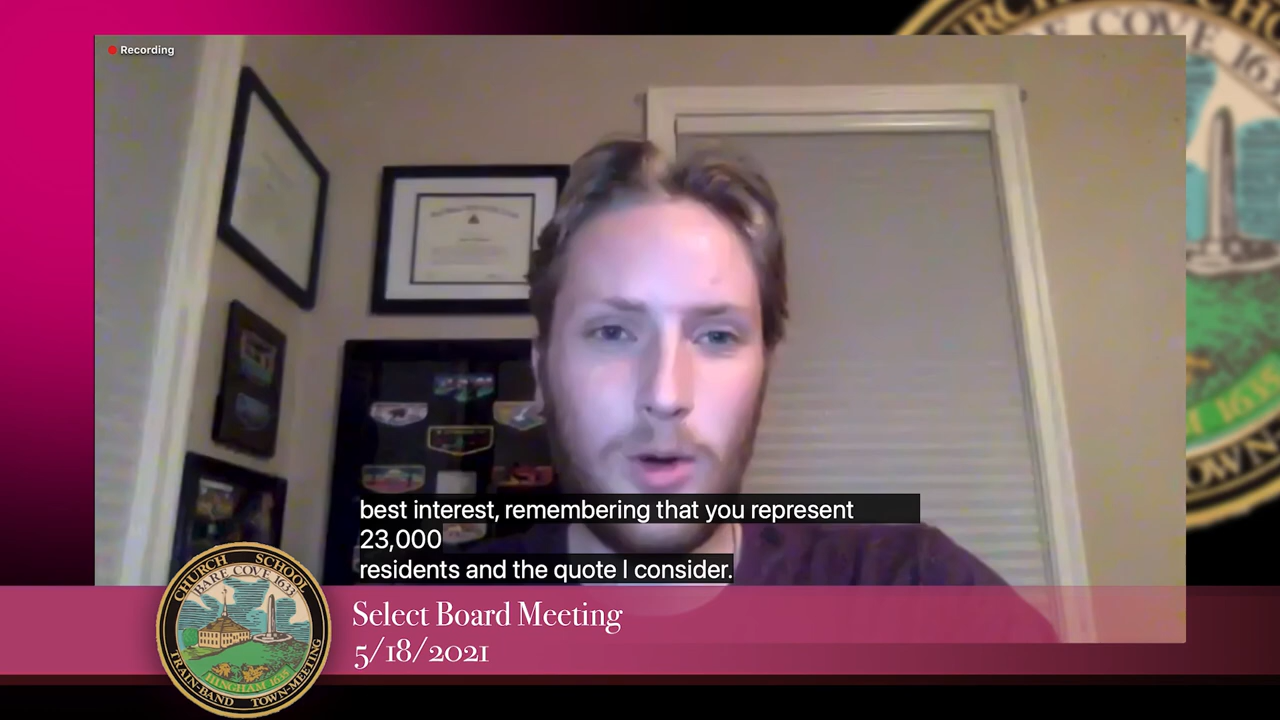 Recording
best interest, remembering that you represent
23,000
residents and the quote I consider.
Select Board Meeting
5/18/2021
CHURCH SCHOOL
BARE COVE 1633
HINGHAM 1635
TRAIN-BAND TOWN-MEETING